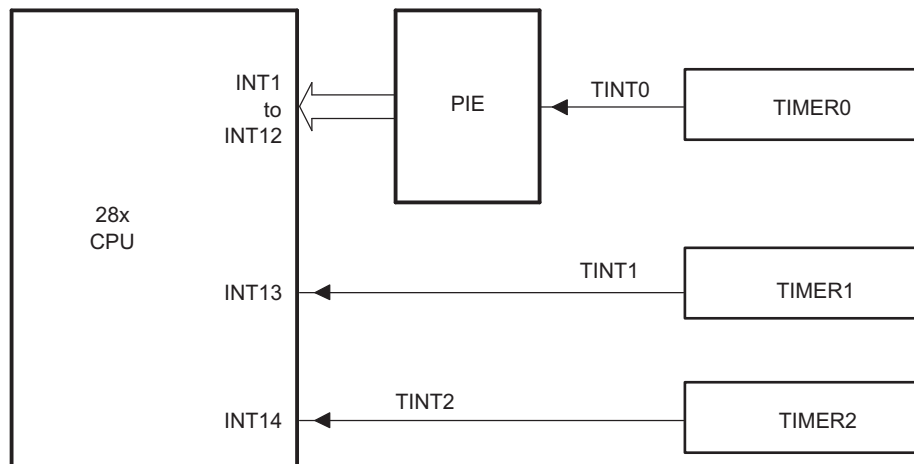 INT1
to
INT12
PIE
TINT0
TIMER0
28x
CPU
INT13
TINT1
TIMER1
INT14
TINT2
TIMER2